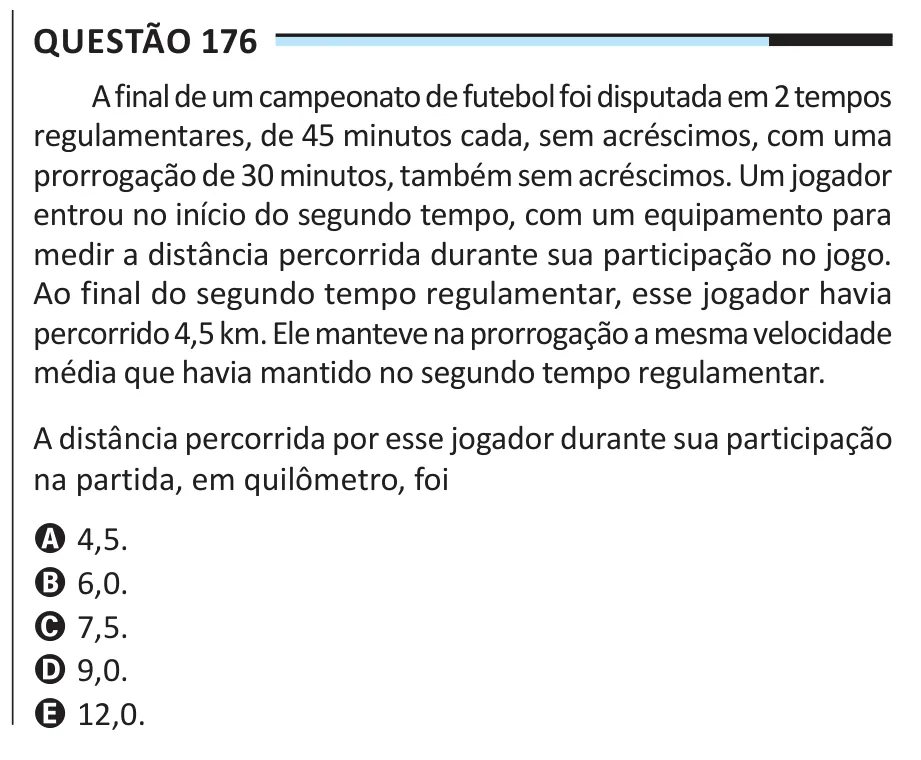 QUESTÃO 176
A final de um campeonato de futebol foi disputada em 2 tempos
regulamentares, de 45 minutos cada, sem acréscimos, com uma
prorrogação de 30 minutos, também sem acréscimos. Um jogador
entrou no início do segundo tempo, com um equipamento para
medir a distância percorrida durante sua participação no jogo.
Ao final do segundo tempo regulamentar, esse jogador havia
percorrido 4,5 km. Ele manteve na prorrogação a mesma velocidade
média que havia mantido no segundo tempo regulamentar.
A distância percorrida por esse jogador durante sua participação
na partida, em quilômetro, foi
A 4,5.
B 6,0.
C 7,5.
D 9,0.
E 12,0.